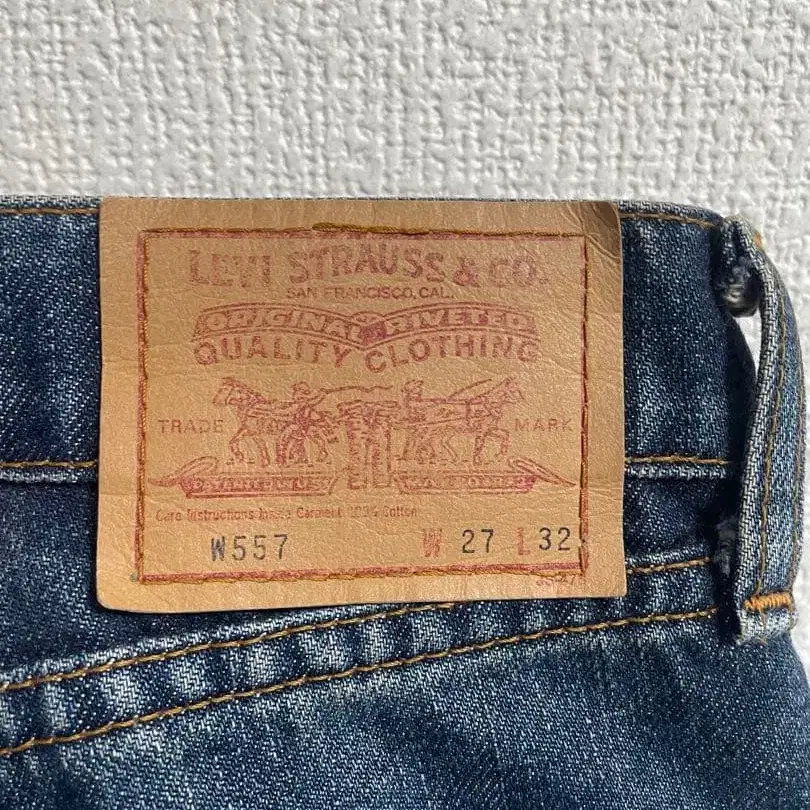 LEVI STRAUSS & CO.
SAN FRANCISCO, CAL.
ORIGINAL RIVETED
QUALITY CLOTHING
TRADE MARK
Care Instructions Inside Garment 100% Cotton
W557 W 27 L 32